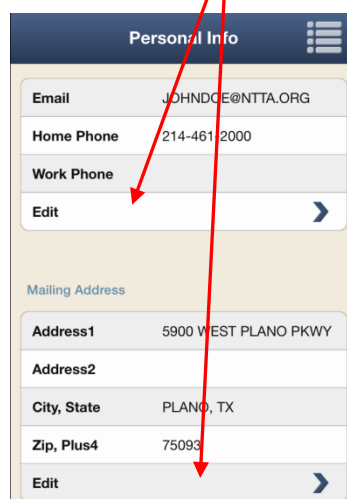 Personal Info
Email JOHNDOE@NTTA.ORG
Home Phone 214-461-2000
Work Phone
Edit
Mailing Address
Address1 5900 WEST PLANO PKWY
Address2
City, State PLANO, TX
Zip, Plus4 75093
Edit